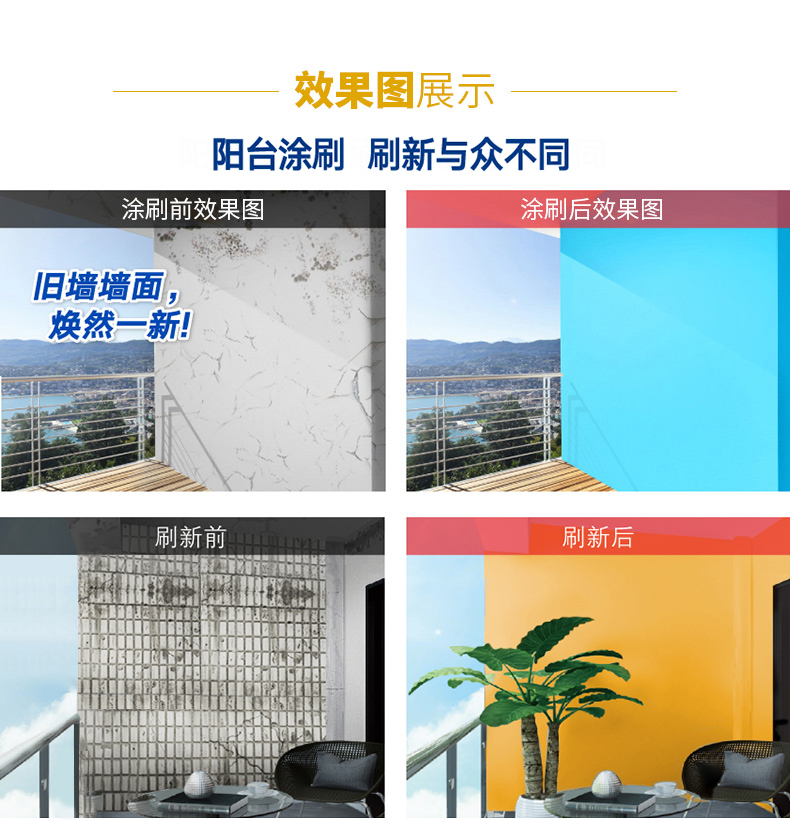 效果图展示
阳台涂刷 刷新与众不同
涂刷前效果图
涂刷后效果图
旧墙墙面，
焕然一新!
刷新前
刷新后